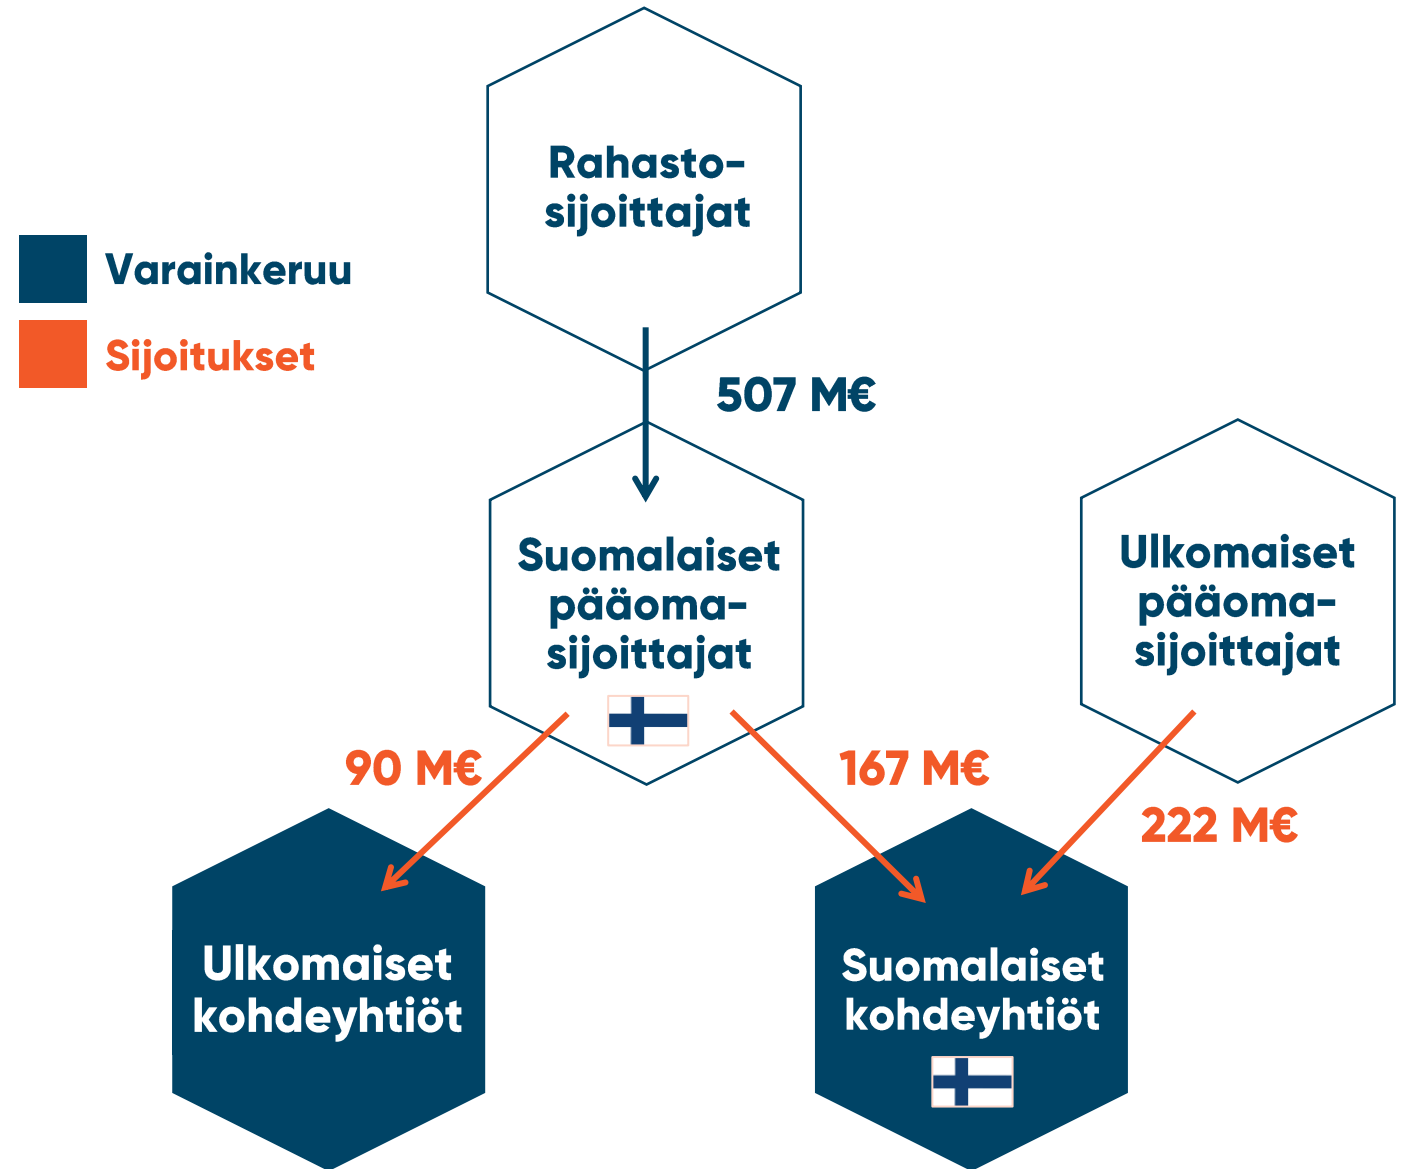 Rahasto-
sijoittajat
Varainkeruu
Sijoitukset
507 M€
Suomalaiset
pääoma-
sijoittajat
Ulkomaiset
pääoma-
sijoittajat
90 M€
167 M€
222 M€
Ulkomaiset
kohdeyhtiöt
Suomalaiset
kohdeyhtiöt